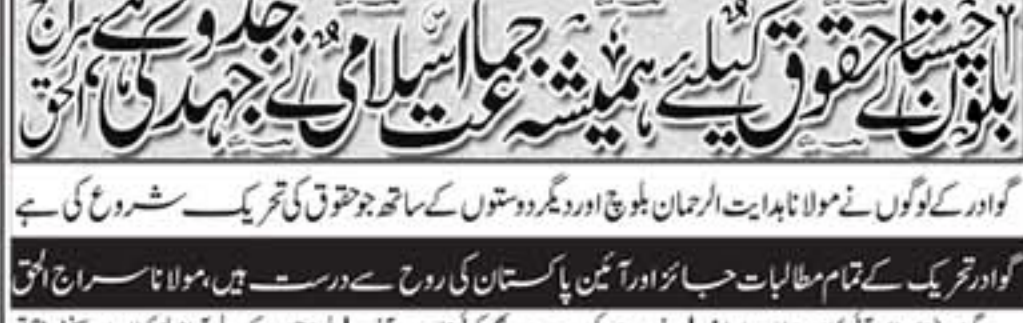 بلوچستان کے حقوق کیلئے ہمیشہ جماعت اسلامی نے جدوجہد کی ہے، سراج الحق
گوادر کے لوگوں نے مولانا ہدایت الرحمان بلوچ اور دیگر دوستوں کے ساتھ جو حقوق کی تحریک شروع کی ہے
گوادر تحریک کے تمام مطالبات جائز اور آئین پاکستان کی روح سے درست ہیں، مولانا سراج الحق